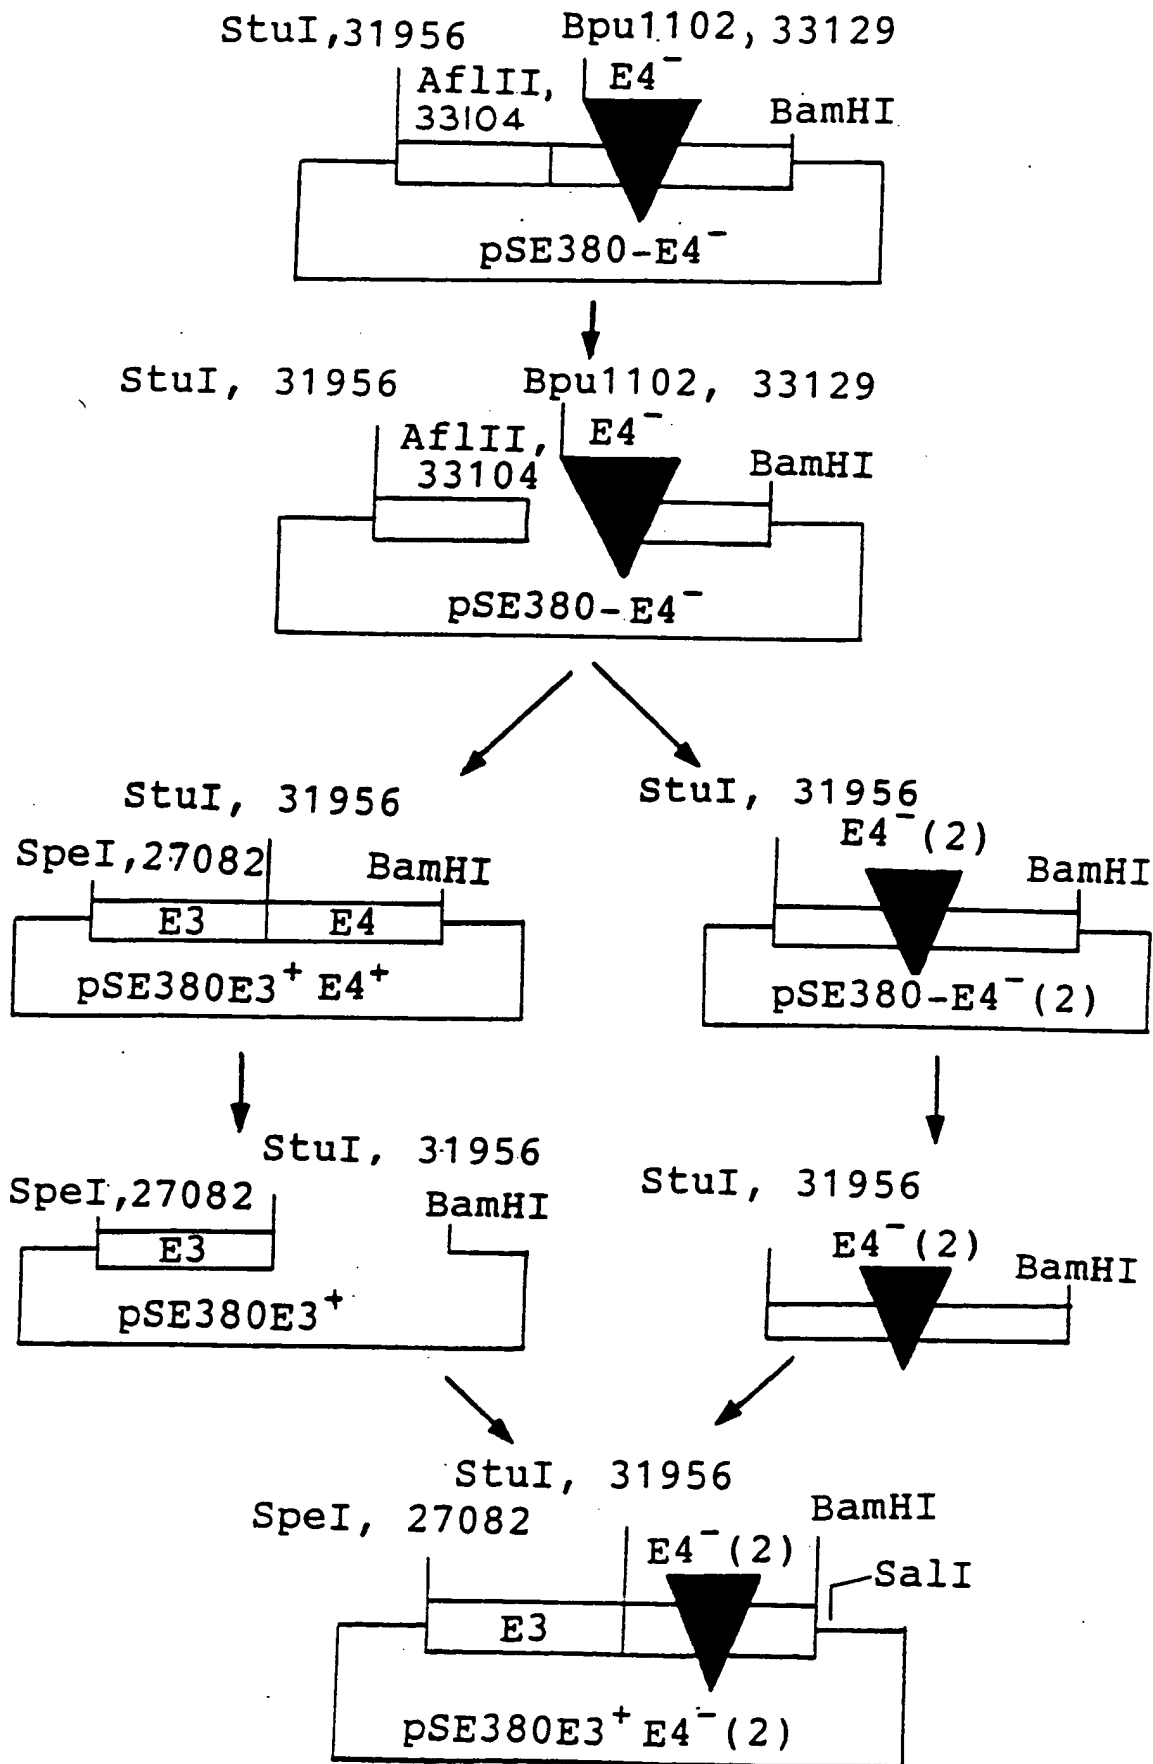 StuI,31956
Bpu1102,33129
AflII,
33104
E4⁻
BamHI
pSE380-E4⁻
StuI, 31956
Bpu1102, 33129
AflII,
33104
E4⁻
BamHI
pSE380-E4⁻
StuI, 31956
SpeI,27082
BamHI
E3
E4
pSE380E3⁺E4⁺
StuI, 31956
E4⁻(2)
BamHI
pSE380-E4⁻(2)
StuI, 31956
SpeI,27082
BamHI
E3
pSE380E3⁺
StuI, 31956
E4⁻(2)
BamHI
StuI, 31956
SpeI, 27082
BamHI
E4⁻(2)
SalI
E3
pSE380E3⁺E4⁻(2)